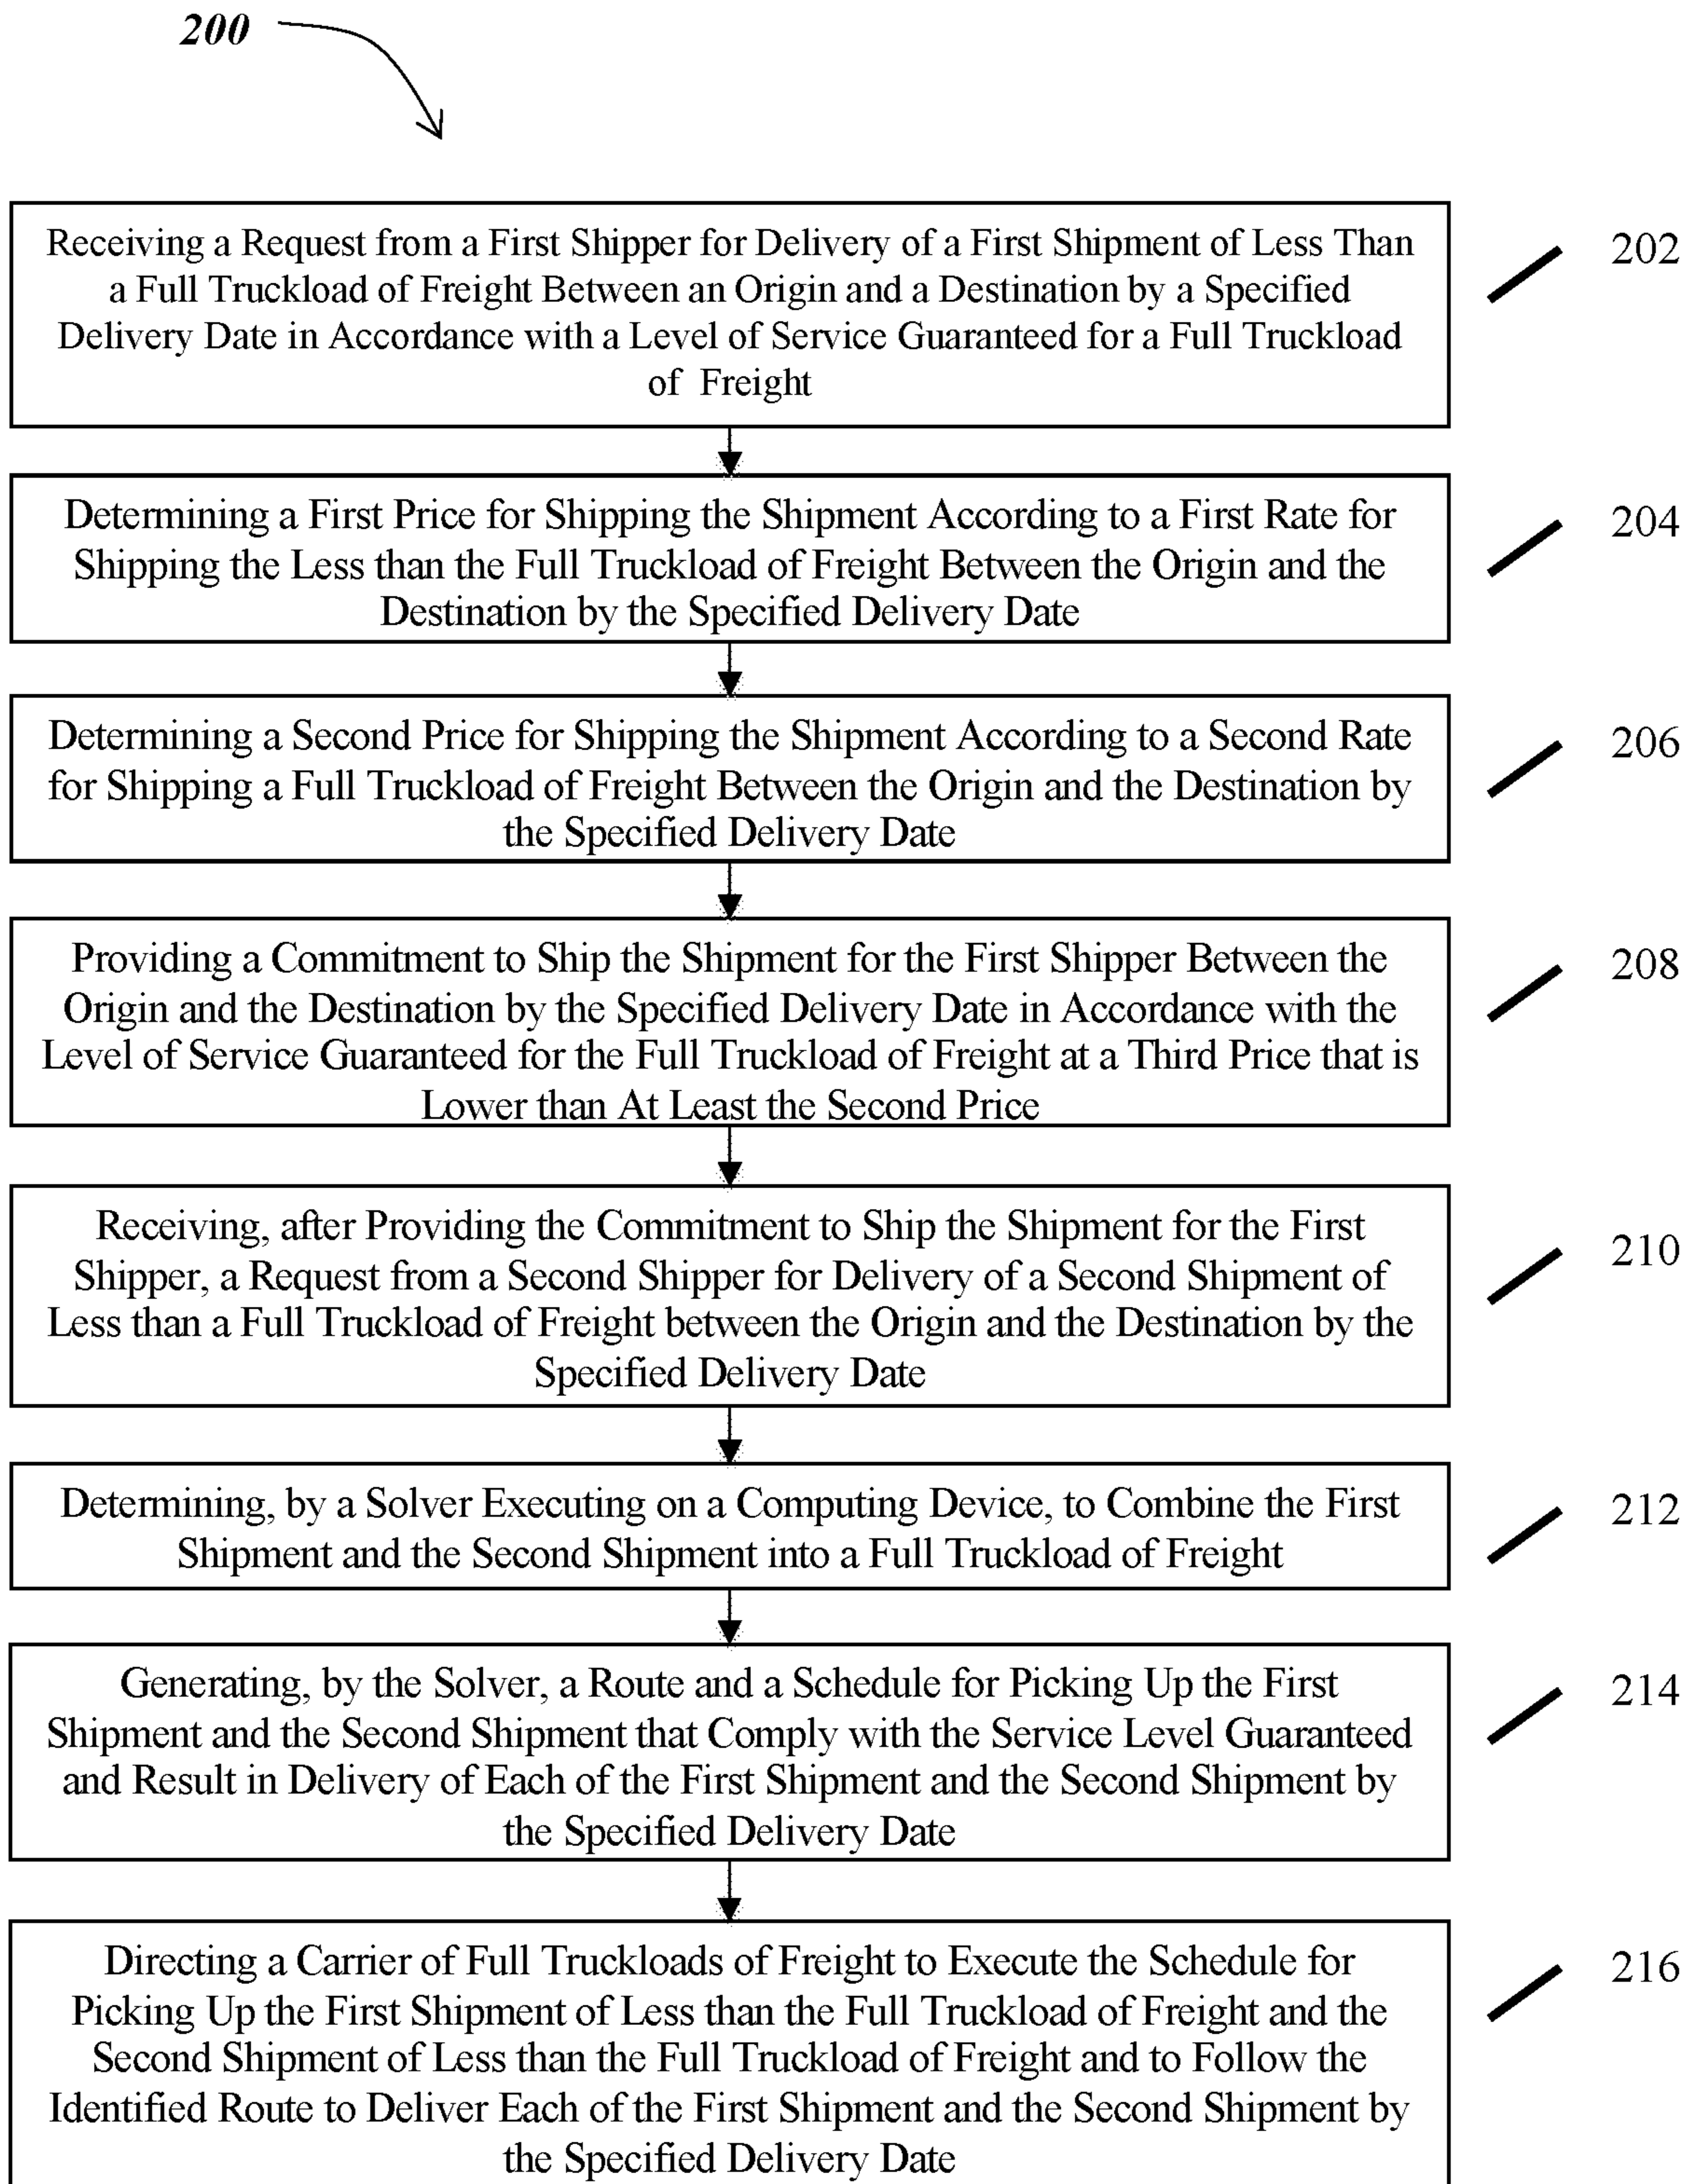 200
Receiving a Request from a First Shipper for Delivery of a First Shipment of Less Than
a Full Truckload of Freight Between an Origin and a Destination by a Specified
Delivery Date in Accordance with a Level of Service Guaranteed for a Full Truckload
of Freight
202
Determining a First Price for Shipping the Shipment According to a First Rate for
Shipping the Less than the Full Truckload of Freight Between the Origin and the
Destination by the Specified Delivery Date
204
Determining a Second Price for Shipping the Shipment According to a Second Rate
for Shipping a Full Truckload of Freight Between the Origin and the Destination by
the Specified Delivery Date
206
Providing a Commitment to Ship the Shipment for the First Shipper Between the
Origin and the Destination by the Specified Delivery Date in Accordance with the
Level of Service Guaranteed for the Full Truckload of Freight at a Third Price that is
Lower than At Least the Second Price
208
Receiving, after Providing the Commitment to Ship the Shipment for the First
Shipper, a Request from a Second Shipper for Delivery of a Second Shipment of
Less than a Full Truckload of Freight between the Origin and the Destination by the
Specified Delivery Date
210
Determining, by a Solver Executing on a Computing Device, to Combine the First
Shipment and the Second Shipment into a Full Truckload of Freight
212
Generating, by the Solver, a Route and a Schedule for Picking Up the First
Shipment and the Second Shipment that Comply with the Service Level Guaranteed
and Result in Delivery of Each of the First Shipment and the Second Shipment by
the Specified Delivery Date
214
Directing a Carrier of Full Truckloads of Freight to Execute the Schedule for
Picking Up the First Shipment of Less than the Full Truckload of Freight and the
Second Shipment of Less than the Full Truckload of Freight and to Follow the
Identified Route to Deliver Each of the First Shipment and the Second Shipment by
the Specified Delivery Date
216